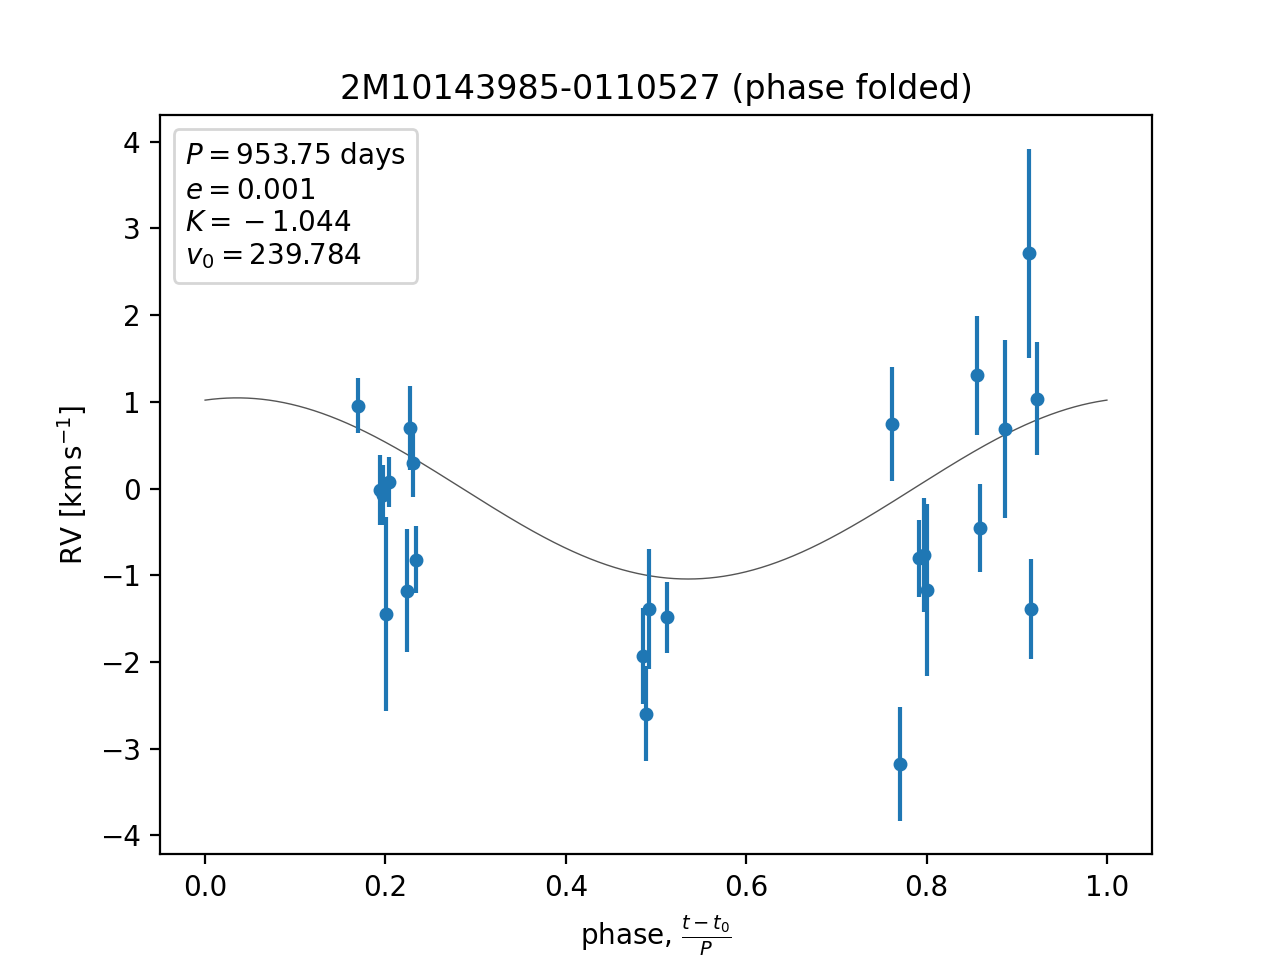 2M10143985-0110527 (phase folded)
P = 953.75 days
e = 0.001
K = −1.044
v₀ = 239.784
4
3
2
1
0
−1
−2
−3
−4
RV [km s⁻¹]
0.0 0.2 0.4 0.6 0.8 1.0
phase, (t − t₀)/P